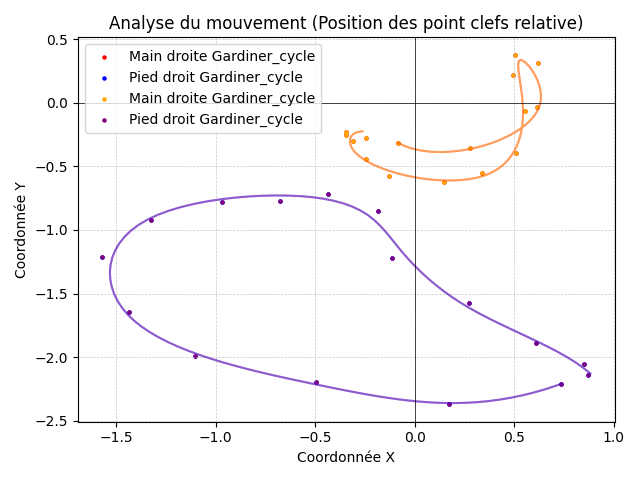 Analyse du mouvement (Position des point clefs relative)
Main droite Gardiner_cycle
Pied droit Gardiner_cycle
Main droite Gardiner_cycle
Pied droit Gardiner_cycle
0.5
0.0
−0.5
−1.0
−1.5
−2.0
−2.5
Coordonnée Y
−1.5 −1.0 −0.5 0.0 0.5 1.0
Coordonnée X